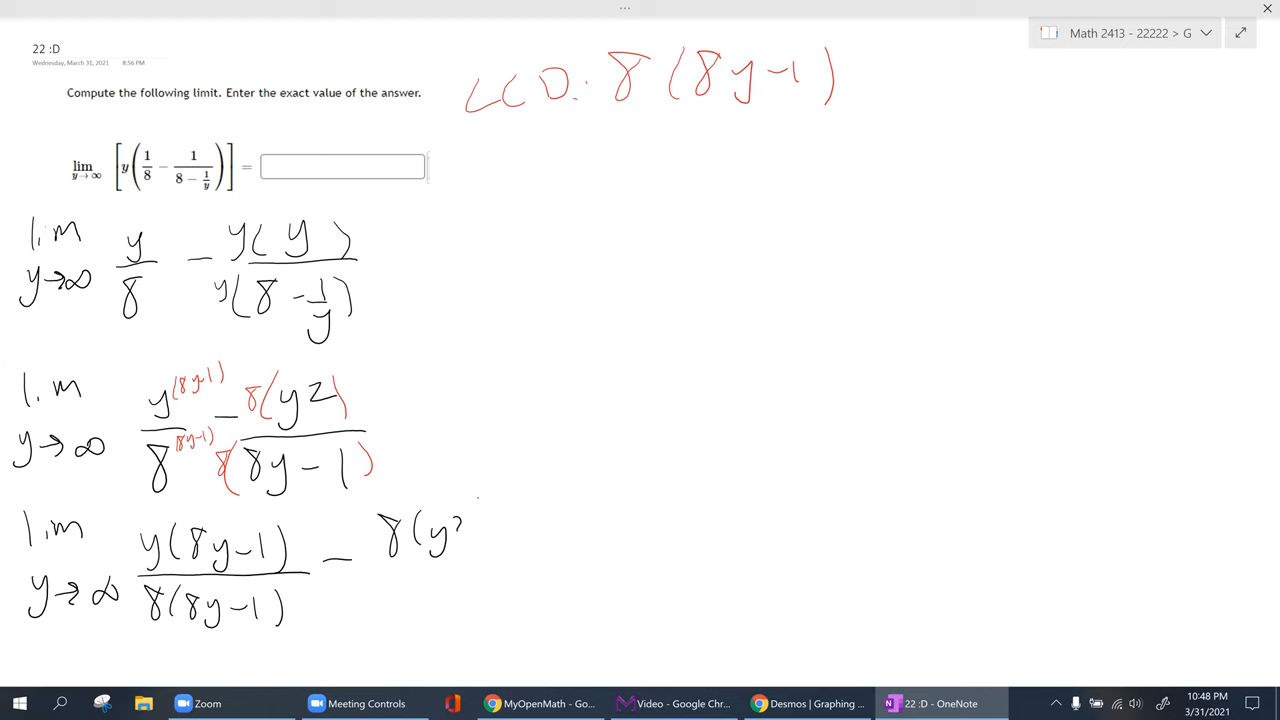 ...
22 :D
Math 2413 - 22222 > G
Wednesday, March 31, 2021 8:56 PM
LCD: 8(8y-1)
Compute the following limit. Enter the exact value of the answer.
lim y→∞ [y(1/8 - 1/(8 - 1/y))] =
lim y→∞ y/8 - y(y)/y(8 - 1/y)
lim y→∞ y(8y-1)/8(8y-1) - 8(y2)/8(8y-1)
lim y→∞ y(8y-1)/8(8y-1) - 8(y²
Zoom
Meeting Controls
MyOpenMath - Go...
Video - Google Chr...
Desmos | Graphing ...
22 :D - OneNote
10:48 PM
3/31/2021